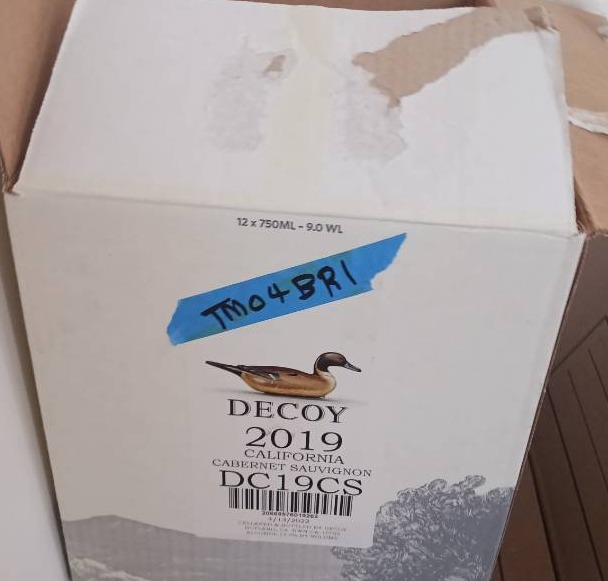 12 x 750ML - 9.0 WL
TM04BR1
DECOY
2019
CALIFORNIA
CABERNET SAUVIGNON
DC19CS